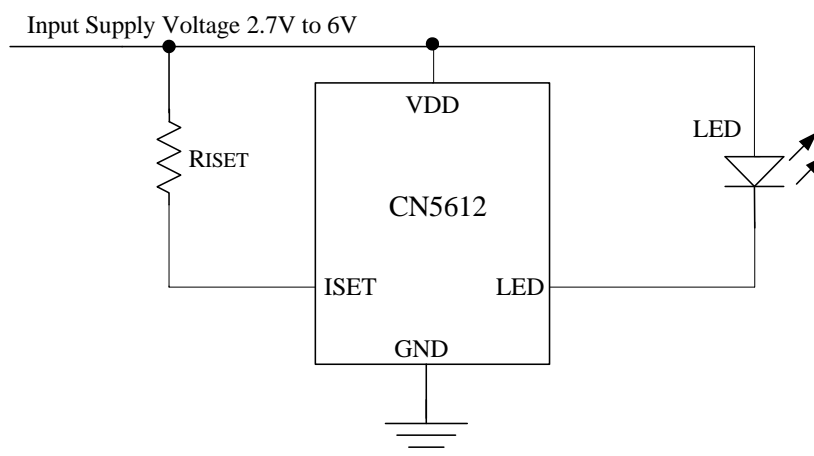 Input Supply Voltage 2.7V to 6V
VDD
LED
RISET
CN5612
ISET
LED
GND